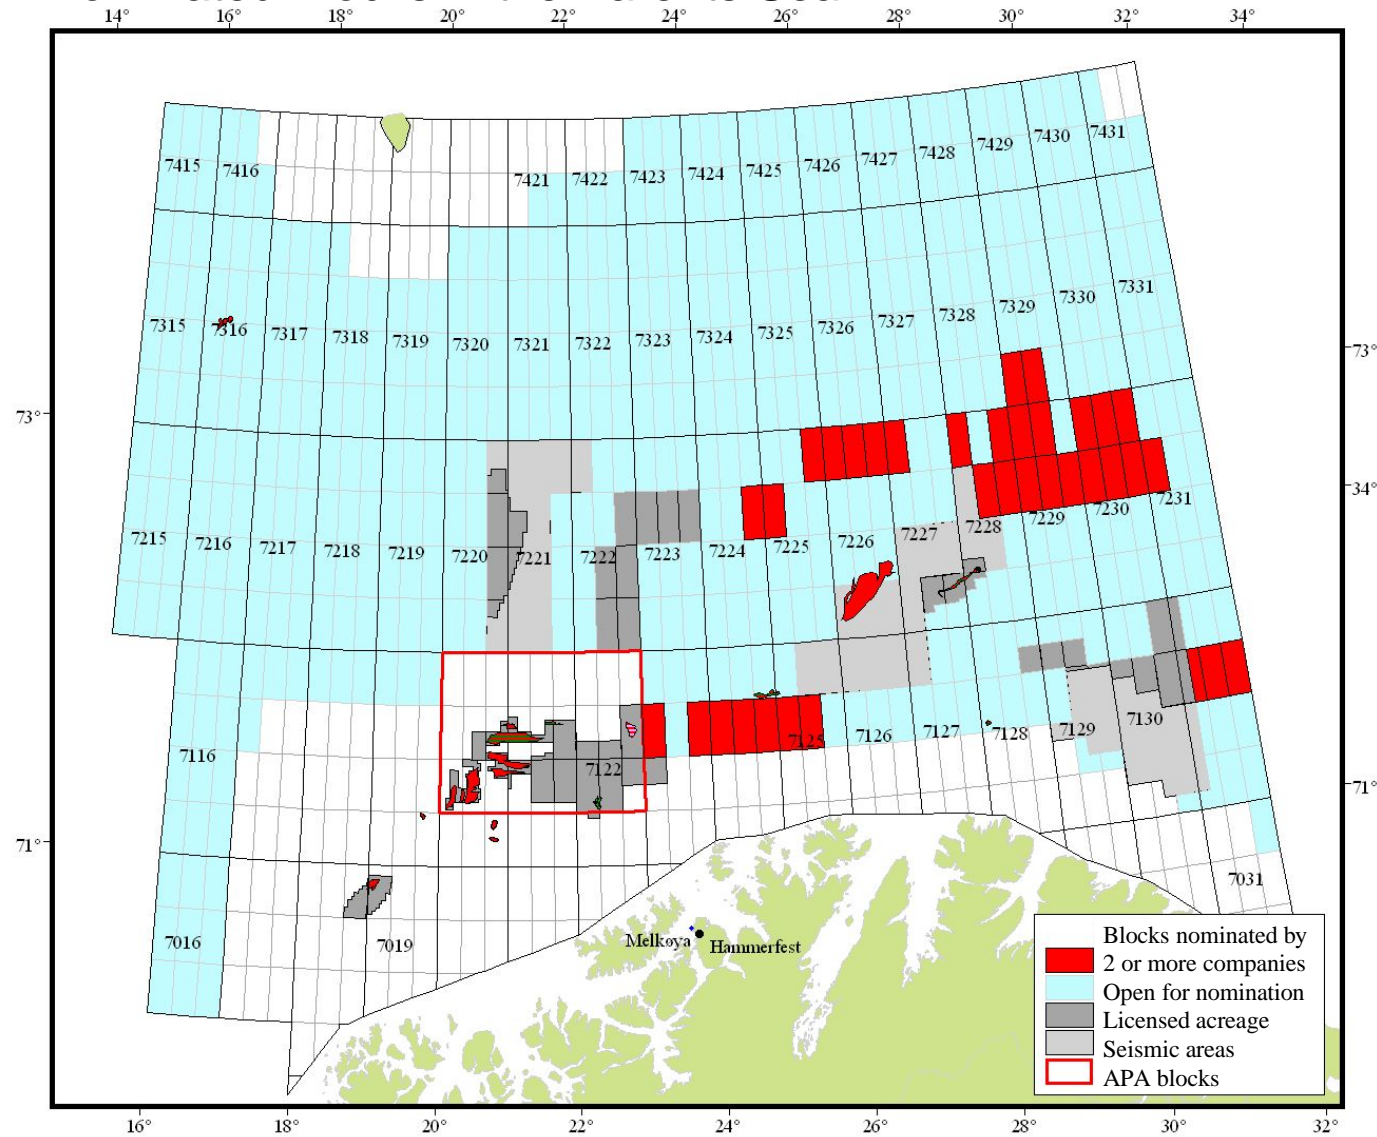 14° 16° 18° 20° 22° 24° 26° 28° 30° 32° 34°
7415 7416 7421 7422 7423 7424 7425 7426 7427 7428 7429 7430 7431
7315 7316 7317 7318 7319 7320 7321 7322 7323 7324 7325 7326 7327 7328 7329 7330 7331
73°
73°
34°
7215 7216 7217 7218 7219 7220 7221 7222 7223 7224 7225 7226 7227 7228 7229 7230 7231
7116 7122 7125 7126 7127 7128 7129 7130
71°
71°
7016 7019 7031
Melkøya Hammerfest
Blocks nominated by
2 or more companies
Open for nomination
Licensed acreage
Seismic areas
APA blocks
16° 18° 20° 22° 24° 26° 28° 30° 32°